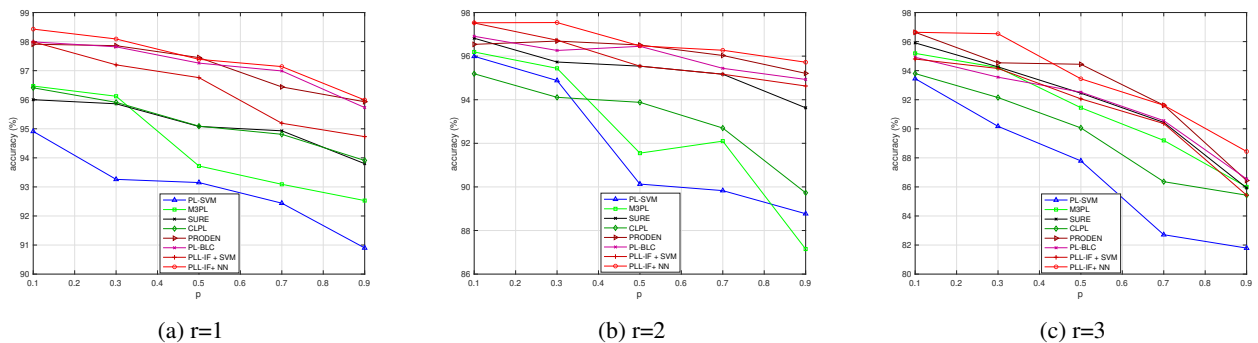 99
98
97
96
95
94
93
92
91
90
accuracy (%)
PL-SVM
M3PL
SURE
CLPL
PRODEN
PL-BLC
PLL-IF + SVM
PLL-IF+ NN
0.1 0.2 0.3 0.4 0.5 0.6 0.7 0.8 0.9
p
(a) r=1
98
96
94
92
90
88
86
accuracy (%)
PL-SVM
M3PL
SURE
CLPL
PRODEN
PL-BLC
PLL-IF + SVM
PLL-IF+ NN
0.1 0.2 0.3 0.4 0.5 0.6 0.7 0.8 0.9
p
(b) r=2
98
96
94
92
90
88
86
84
82
80
accuracy (%)
PL-SVM
M3PL
SURE
CLPL
PRODEN
PL-BLC
PLL-IF + SVM
PLL-IF+ NN
0.1 0.2 0.3 0.4 0.5 0.6 0.7 0.8 0.9
p
(c) r=3